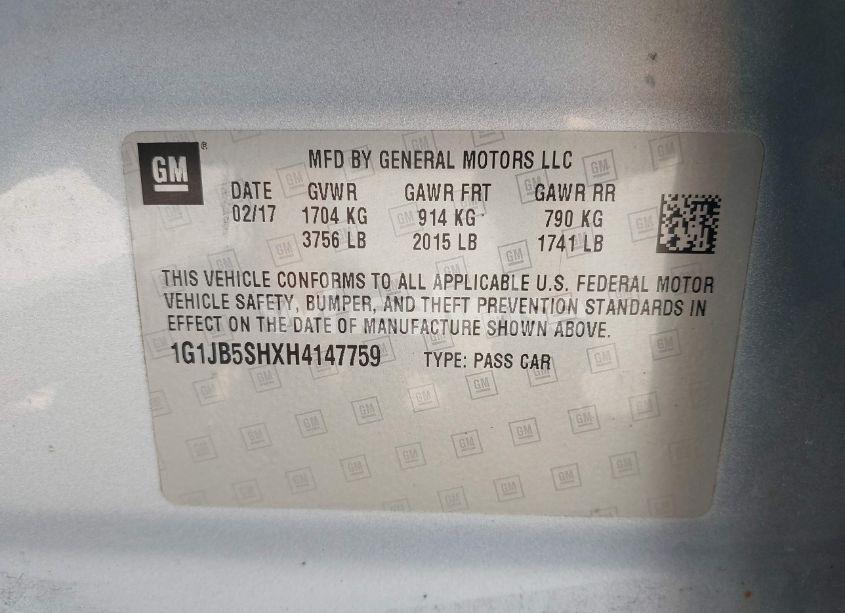 GM ®
MFD BY GENERAL MOTORS LLC
DATE GVWR GAWR FRT GAWR RR
02/17 1704 KG 914 KG 790 KG
3756 LB 2015 LB 1741 LB
THIS VEHICLE CONFORMS TO ALL APPLICABLE U.S. FEDERAL MOTOR
VEHICLE SAFETY, BUMPER, AND THEFT PREVENTION STANDARDS IN
EFFECT ON THE DATE OF MANUFACTURE SHOWN ABOVE.
1G1JB5SHXH4147759 TYPE: PASS CAR